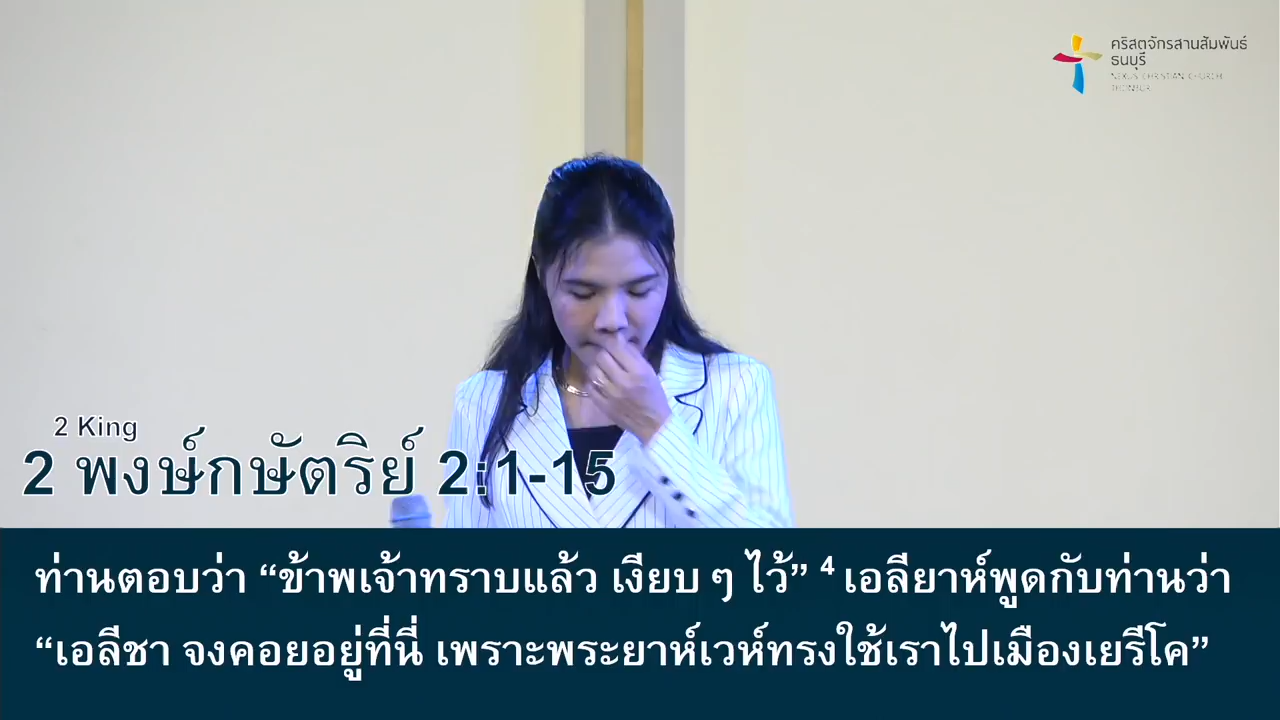 คริสตจักรสานสัมพันธ์
ธนบุรี
NEXUS CHRISTIAN CHURCH
THONBURI
2 King
2 พงษ์กษัตริย์ 2:1-15
ท่านตอบว่า “ข้าพเจ้าทราบแล้ว เงียบ ๆ ไว้” ⁴ เอลียาห์พูดกับท่านว่า
“เอลีชา จงคอยอยู่ที่นี่ เพราะพระยาห์เวห์ทรงใช้เราไปเมืองเยรีโค”